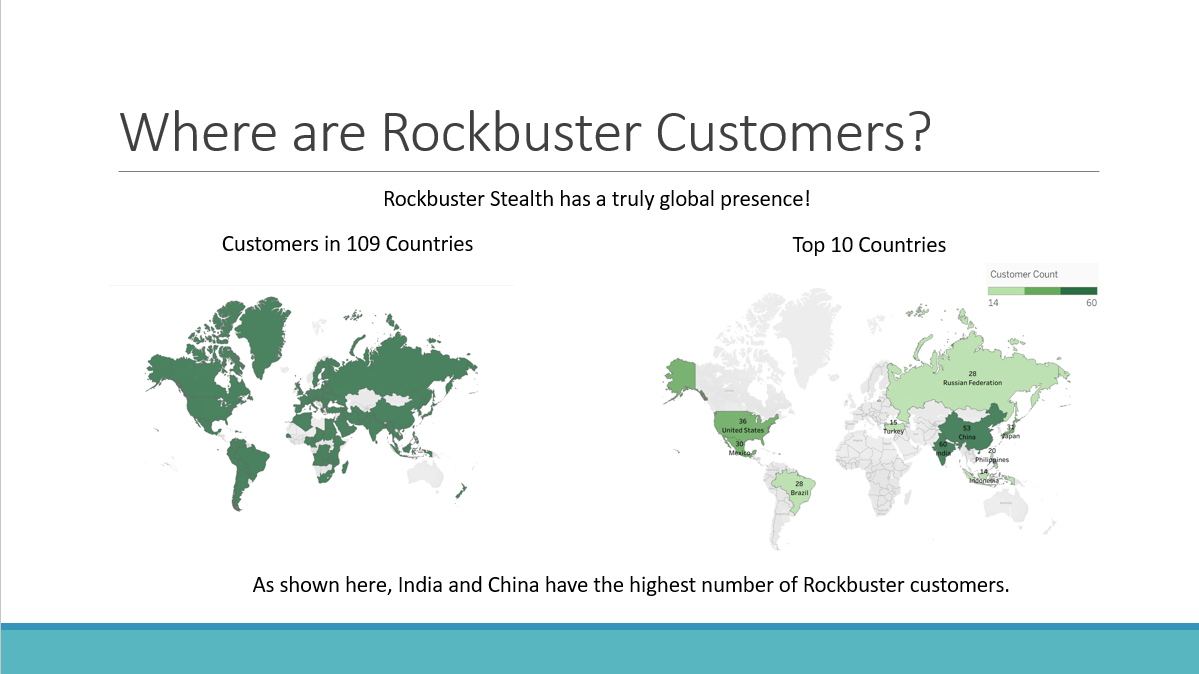 Where are Rockbuster Customers?
Rockbuster Stealth has a truly global presence!
Customers in 109 Countries
Top 10 Countries
Customer Count
14
60
28
Russian Federation
36
United States
15
Turkey
30
Mexico
53
China
31
Japan
60
India
20
Philippines
14
Indonesia
28
Brazil
As shown here, India and China have the highest number of Rockbuster customers.